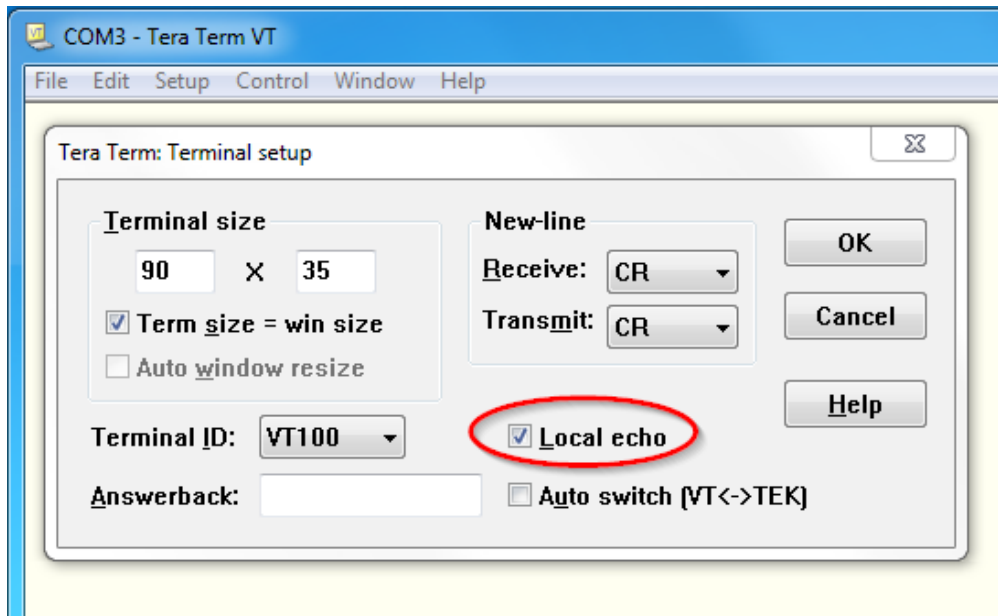 COM3 - Tera Term VT
File Edit Setup Control Window Help
Tera Term: Terminal setup
Terminal size
90 X 35
Term size = win size
Auto window resize
New-line
Receive: CR
Transmit: CR
OK
Cancel
Help
Terminal ID: VT100
Local echo
Answerback:
Auto switch (VT<->TEK)